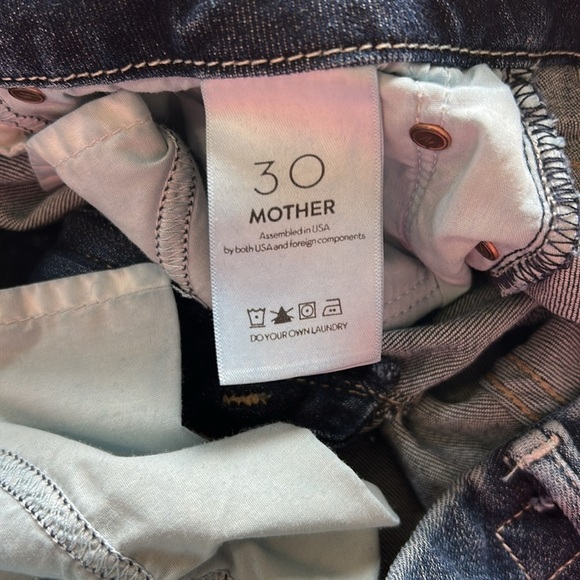 30
MOTHER
Assembled in USA
by both USA and foreign components
DO YOUR OWN LAUNDRY